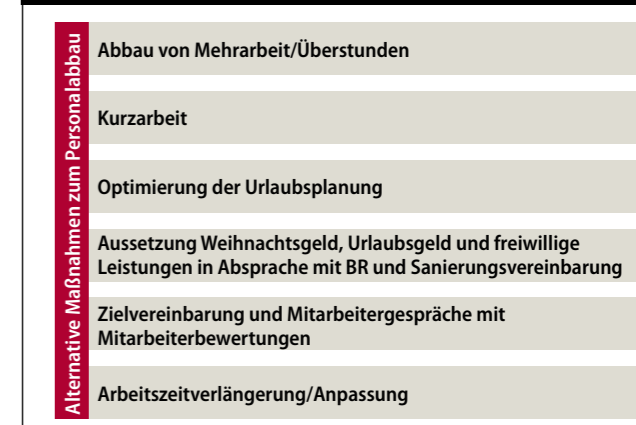 Alternative Maßnahmen zum Personalabbau
Abbau von Mehrarbeit/Überstunden
Kurzarbeit
Optimierung der Urlaubsplanung
Aussetzung Weihnachtsgeld, Urlaubsgeld und freiwillige
Leistungen in Absprache mit BR und Sanierungsvereinbarung
Zielvereinbarung und Mitarbeitergespräche mit
Mitarbeiterbewertungen
Arbeitszeitverlängerung/Anpassung